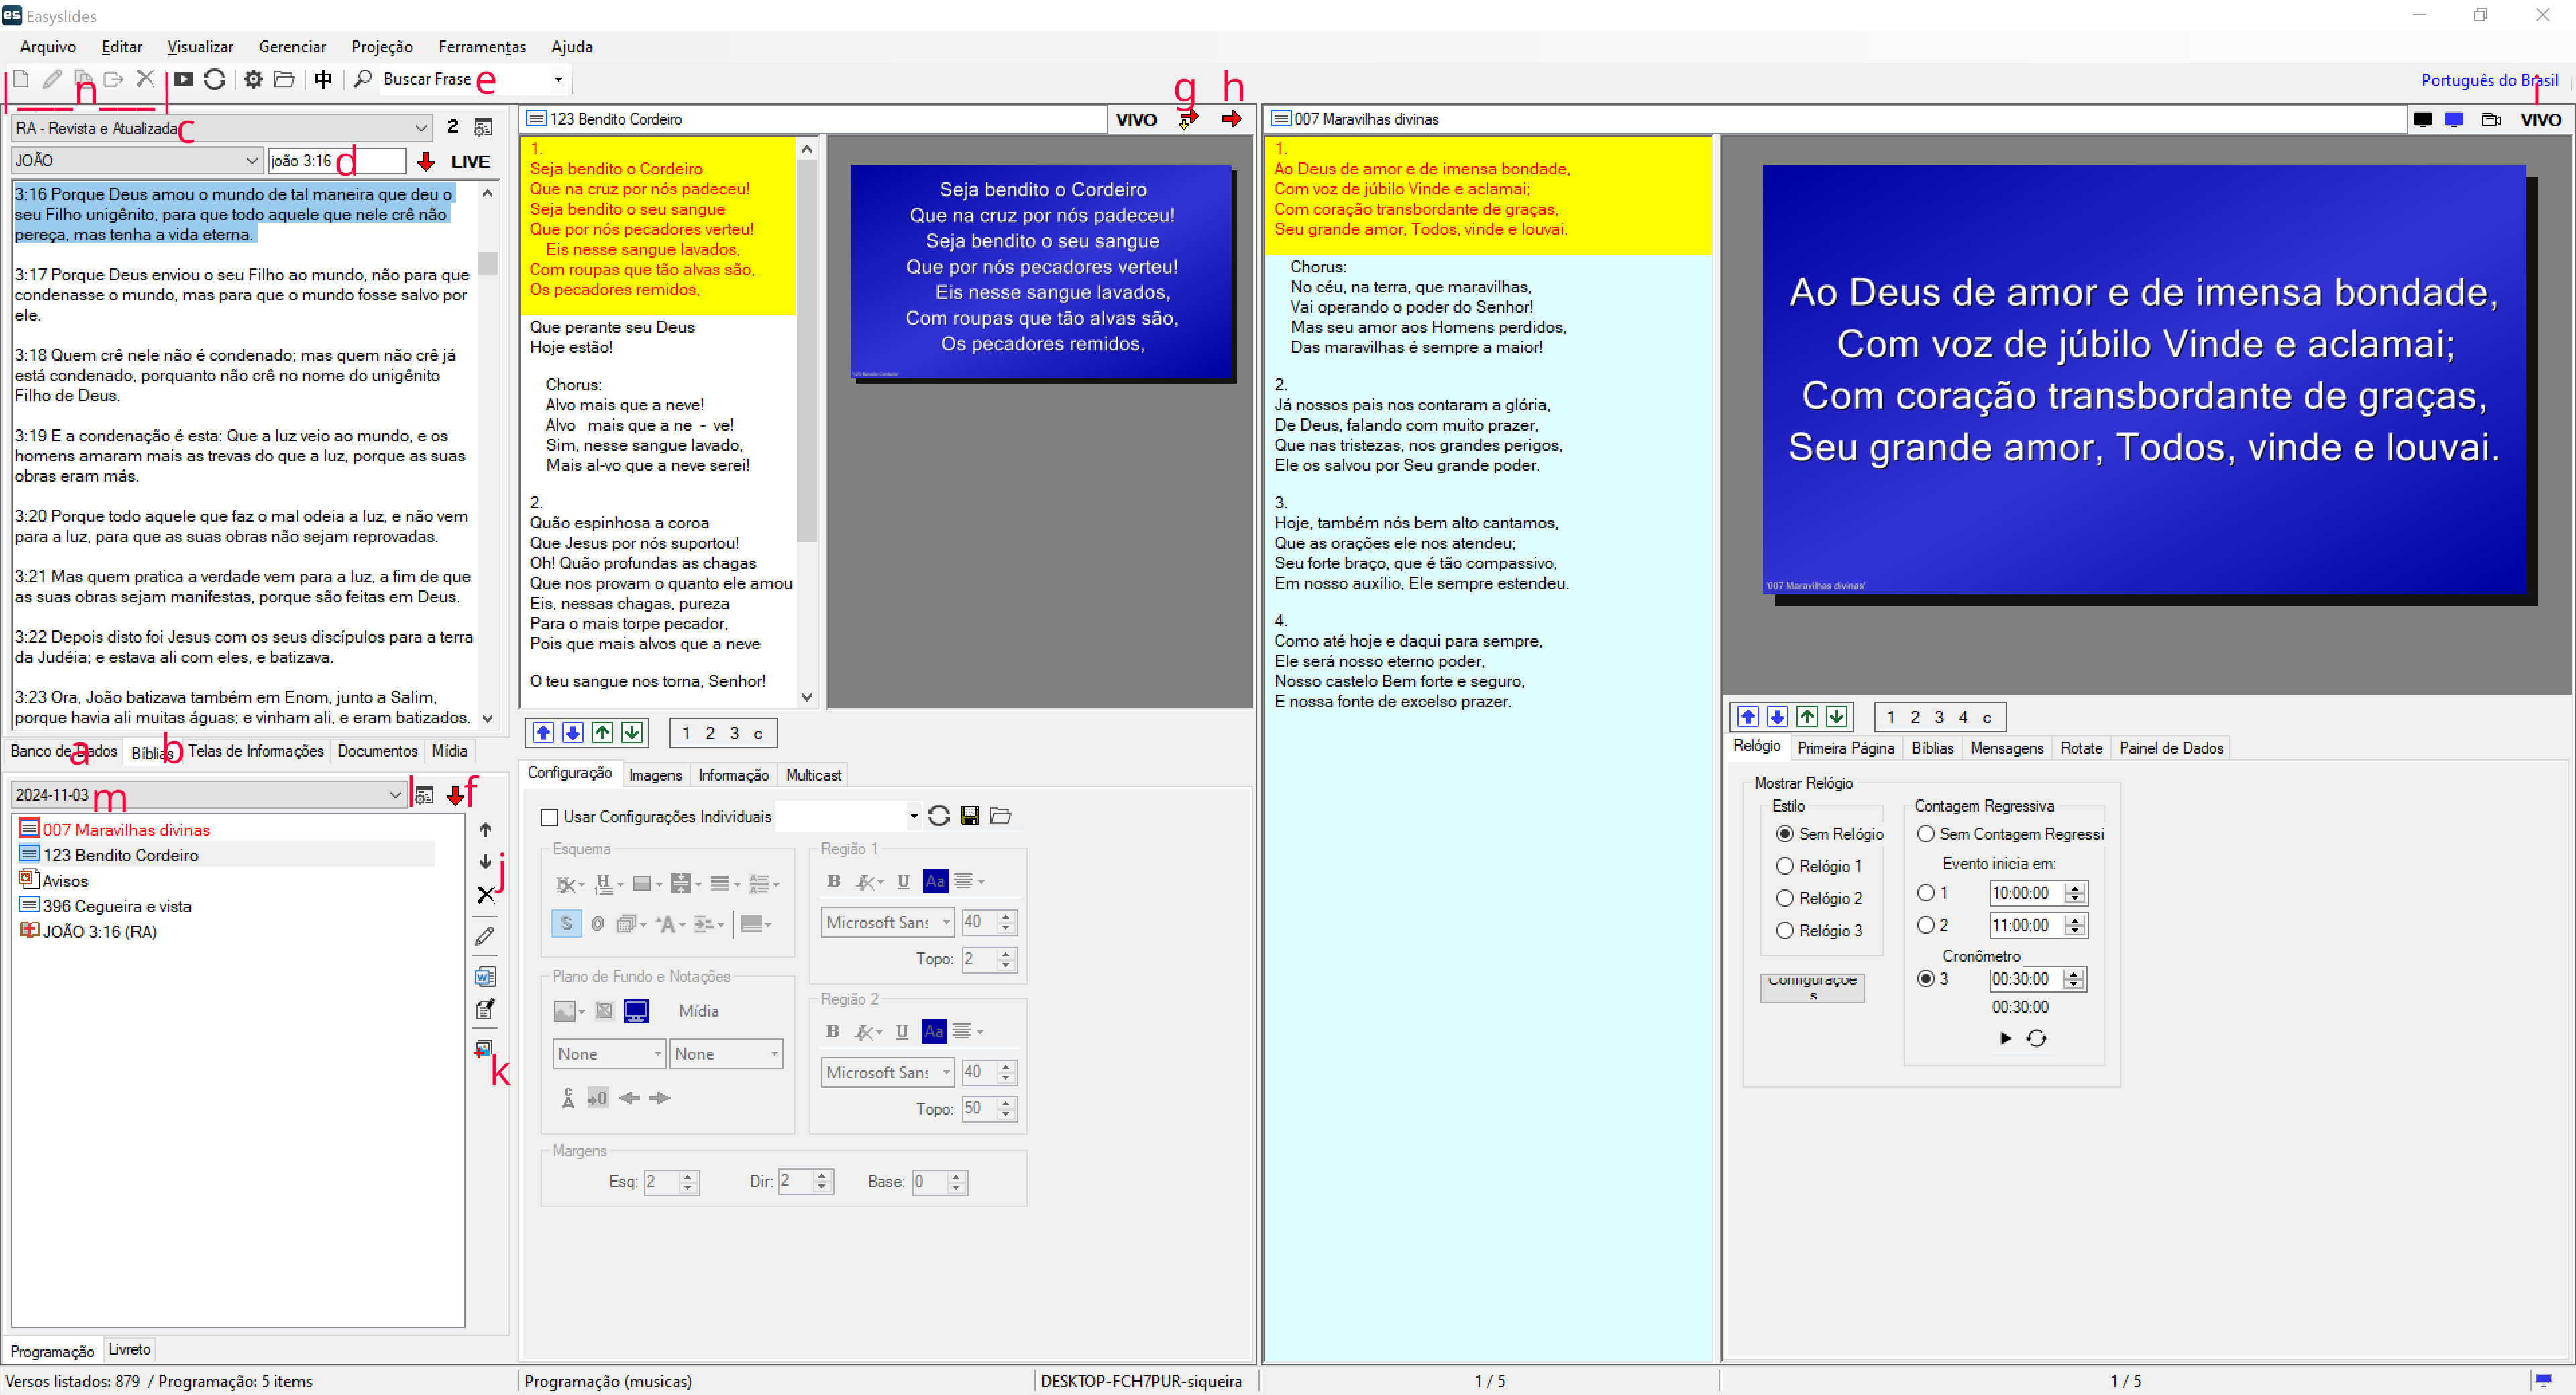 Easyslides
Arquivo Editar Visualizar Gerenciar Projeção Ferramentas Ajuda
Buscar Frase e
Português do Brasil
|___n___|
RA - Revista e Atualizada c
2
JOÃO
joão 3:16 d
LIVE
3:16 Porque Deus amou o mundo de tal maneira que deu o
seu Filho unigênito, para que todo aquele que nele crê não
pereça, mas tenha a vida eterna.
3:17 Porque Deus enviou o seu Filho ao mundo, não para que
condenasse o mundo, mas para que o mundo fosse salvo por
ele.
3:18 Quem crê nele não é condenado; mas quem não crê já
está condenado, porquanto não crê no nome do unigênito
Filho de Deus.
3:19 E a condenação é esta: Que a luz veio ao mundo, e os
homens amaram mais as trevas do que a luz, porque as suas
obras eram más.
3:20 Porque todo aquele que faz o mal odeia a luz, e não vem
para a luz, para que as suas obras não sejam reprovadas.
3:21 Mas quem pratica a verdade vem para a luz, a fim de que
as suas obras sejam manifestas, porque são feitas em Deus.
3:22 Depois disto foi Jesus com os seus discípulos para a terra
da Judéia; e estava ali com eles, e batizava.
3:23 Ora, João batizava também em Enom, junto a Salim,
porque havia ali muitas águas; e vinham ali, e eram batizados.
Banco de Dados a Bíblias b Telas de Informações Documentos Mídia
2024-11-03 m l f
007 Maravilhas divinas
123 Bendito Cordeiro
Avisos
396 Cegueira e vista
JOÃO 3:16 (RA)
j
k
Programação Livreto
Versos listados: 879 / Programação: 5 items
123 Bendito Cordeiro
VIVO g h
1.
Seja bendito o Cordeiro
Que na cruz por nós padeceu!
Seja bendito o seu sangue
Que por nós pecadores verteu!
Eis nesse sangue lavados,
Com roupas que tão alvas são,
Os pecadores remidos,
Que perante seu Deus
Hoje estão!
Chorus:
Alvo mais que a neve!
Alvo mais que a ne - ve!
Sim, nesse sangue lavado,
Mais al-vo que a neve serei!
2.
Quão espinhosa a coroa
Que Jesus por nós suportou!
Oh! Quão profundas as chagas
Que nos provam o quanto ele amou
Eis, nessas chagas, pureza
Para o mais torpe pecador,
Pois que mais alvos que a neve
O teu sangue nos torna, Senhor!
Seja bendito o Cordeiro
Que na cruz por nós padeceu!
Seja bendito o seu sangue
Que por nós pecadores verteu!
Eis nesse sangue lavados,
Com roupas que tão alvas são,
Os pecadores remidos,
'123 Bendito Cordeiro'
1 2 3 c
Configuração Imagens Informação Multicast
Usar Configurações Individuais
Esquema
Plano de Fundo e Notações
Mídia
None None
Região 1
B U Aa
Microsoft Sans 40
Topo: 2
Região 2
B U Aa
Microsoft Sans 40
Topo: 50
Margens
Esq: 2 Dir: 2 Base: 0
Programação (musicas)
DESKTOP-FCH7PUR-siqueira
007 Maravilhas divinas
i
VIVO
1.
Ao Deus de amor e de imensa bondade,
Com voz de júbilo Vinde e aclamai;
Com coração transbordante de graças,
Seu grande amor, Todos, vinde e louvai.
Chorus:
No céu, na terra, que maravilhas,
Vai operando o poder do Senhor!
Mas seu amor aos Homens perdidos,
Das maravilhas é sempre a maior!
2.
Já nossos pais nos contaram a glória,
De Deus, falando com muito prazer,
Que nas tristezas, nos grandes perigos,
Ele os salvou por Seu grande poder.
3.
Hoje, também nós bem alto cantamos,
Que as orações ele nos atendeu;
Seu forte braço, que é tão compassivo,
Em nosso auxílio, Ele sempre estendeu.
4.
Como até hoje e daqui para sempre,
Ele será nosso eterno poder,
Nosso castelo Bem forte e seguro,
E nossa fonte de excelso prazer.
Ao Deus de amor e de imensa bondade,
Com voz de júbilo Vinde e aclamai;
Com coração transbordante de graças,
Seu grande amor, Todos, vinde e louvai.
'007 Maravilhas divinas'
1 2 3 4 c
Relógio Primeira Página Bíblias Mensagens Rotate Painel de Dados
Mostrar Relógio
Estilo
Sem Relógio
Relógio 1
Relógio 2
Relógio 3
Configurações
Contagem Regressiva
Sem Contagem Regressi
Evento inicia em:
1 10:00:00
2 11:00:00
Cronômetro
3 00:30:00
00:30:00
1 / 5
1 / 5